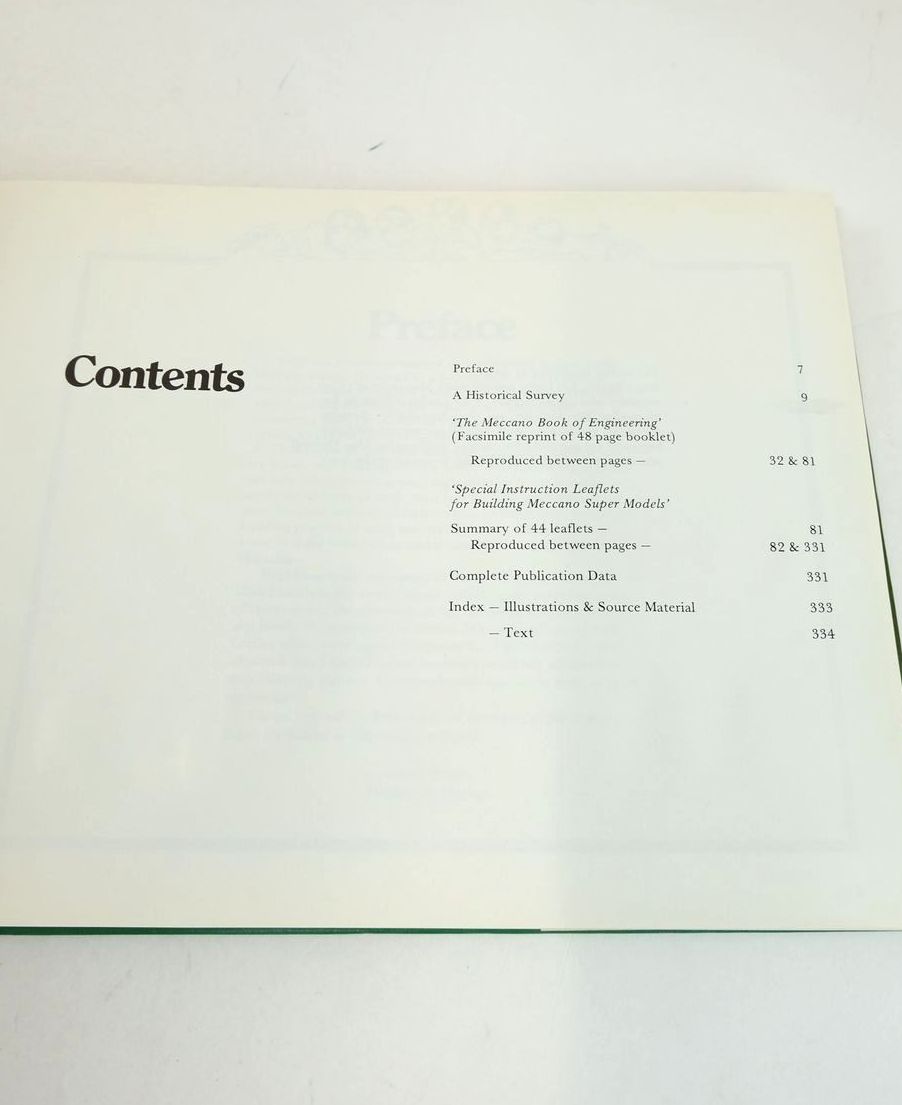 Contents
Preface 7
A Historical Survey 9
‘The Meccano Book of Engineering’
(Facsimile reprint of 48 page booklet)
Reproduced between pages — 32 & 81
‘Special Instruction Leaflets
for Building Meccano Super Models’
Summary of 44 leaflets — 81
Reproduced between pages — 82 & 331
Complete Publication Data 331
Index — Illustrations & Source Material 333
— Text 334
Preface